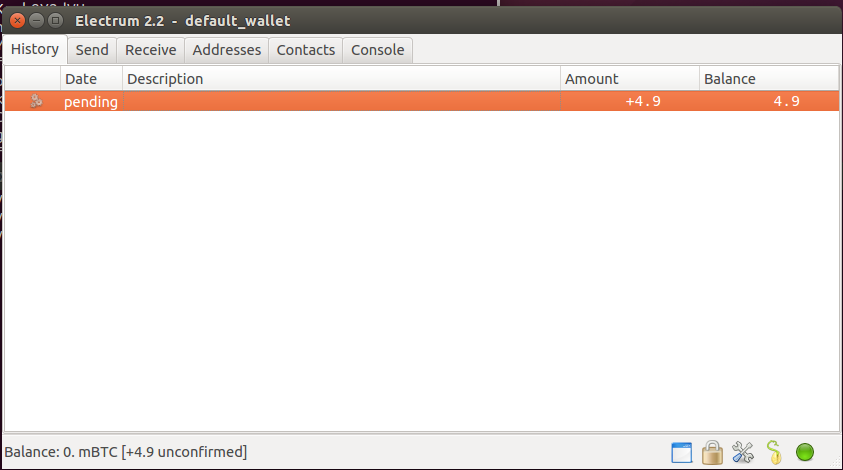 Electrum 2.2 - default_wallet
History Send Receive Addresses Contacts Console
Date Description Amount Balance
pending +4.9 4.9
Balance: 0. mBTC [+4.9 unconfirmed]